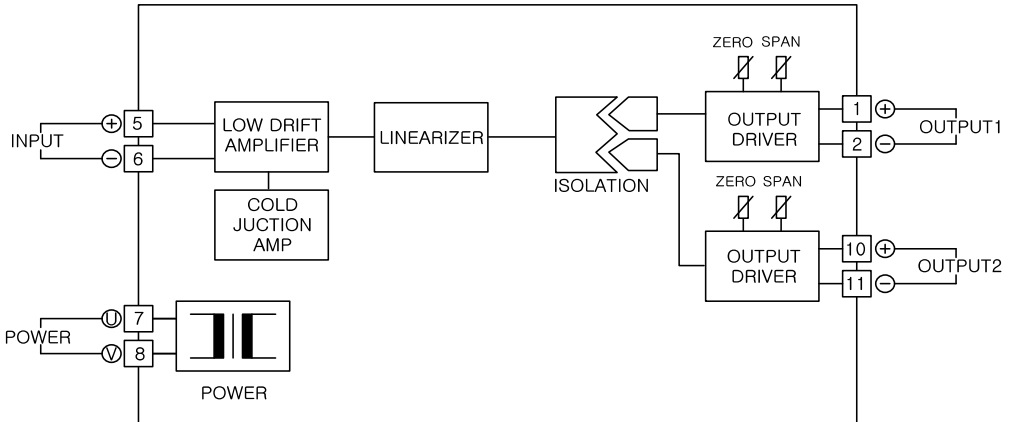 ZERO SPAN
INPUT
+
5
−
6
LOW DRIFT
AMPLIFIER
LINEARIZER
ISOLATION
OUTPUT
DRIVER
1
+
2
−
OUTPUT1
COLD
JUCTION
AMP
ZERO SPAN
OUTPUT
DRIVER
10
+
11
−
OUTPUT2
POWER
U
7
V
8
POWER